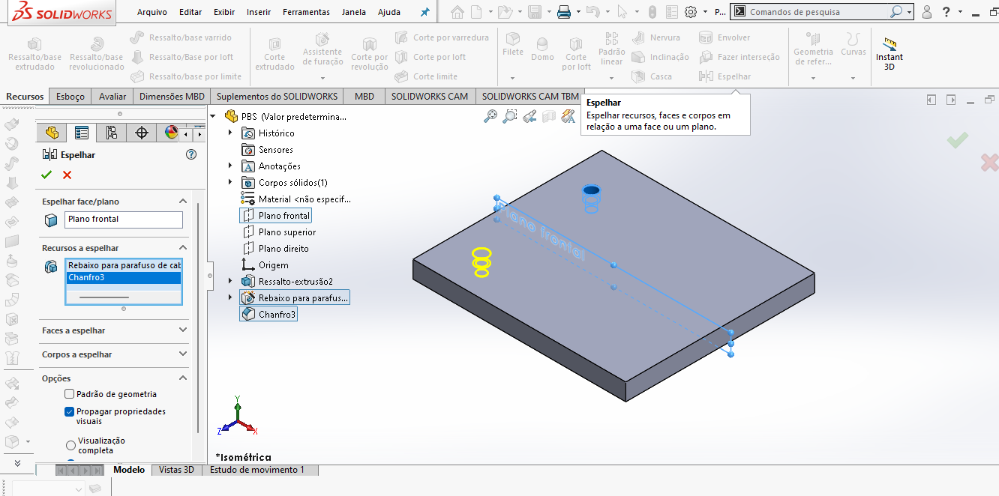 SOLIDWORKS
Arquivo Editar Exibir Inserir Ferramentas Janela Ajuda
P... Comandos de pesquisa ?
Ressalto/base extrudado
Ressalto/base revolucionado
Ressalto/base varrido
Ressalto/Base por loft
Ressalto/base por limite
Corte extrudado
Assistente de furação
Corte por revolução
Corte por varredura
Corte por loft
Corte limite
Filete
Domo
Corte por loft
Padrão linear
Nervura
Inclinação
Casca
Envolver
Fazer interseção
Espelhar
Geometria de refer...
Curvas
Instant 3D
Recursos Esboço Avaliar Dimensões MBD Suplementos do SOLIDWORKS MBD SOLIDWORKS CAM SOLIDWORKS CAM TBM
Espelhar
Espelhar recursos, faces e corpos em
relação a uma face ou um plano.
Espelhar
?
Espelhar face/plano
Plano frontal
Recursos a espelhar
Rebaixo para parafuso de cab
Chanfro3
Faces a espelhar
Corpos a espelhar
Opções
Padrão de geometria
Propagar propriedades
visuais
Visualização
completa
PBS (Valor predetermina...
Histórico
Sensores
Anotações
Corpos sólidos(1)
Material <não especif...
Plano frontal
Plano superior
Plano direito
Origem
Ressalto-extrusão2
Rebaixo para parafus...
Chanfro3
Plano frontal
Y
Z
X
*Isométrica
Modelo Vistas 3D Estudo de movimento 1